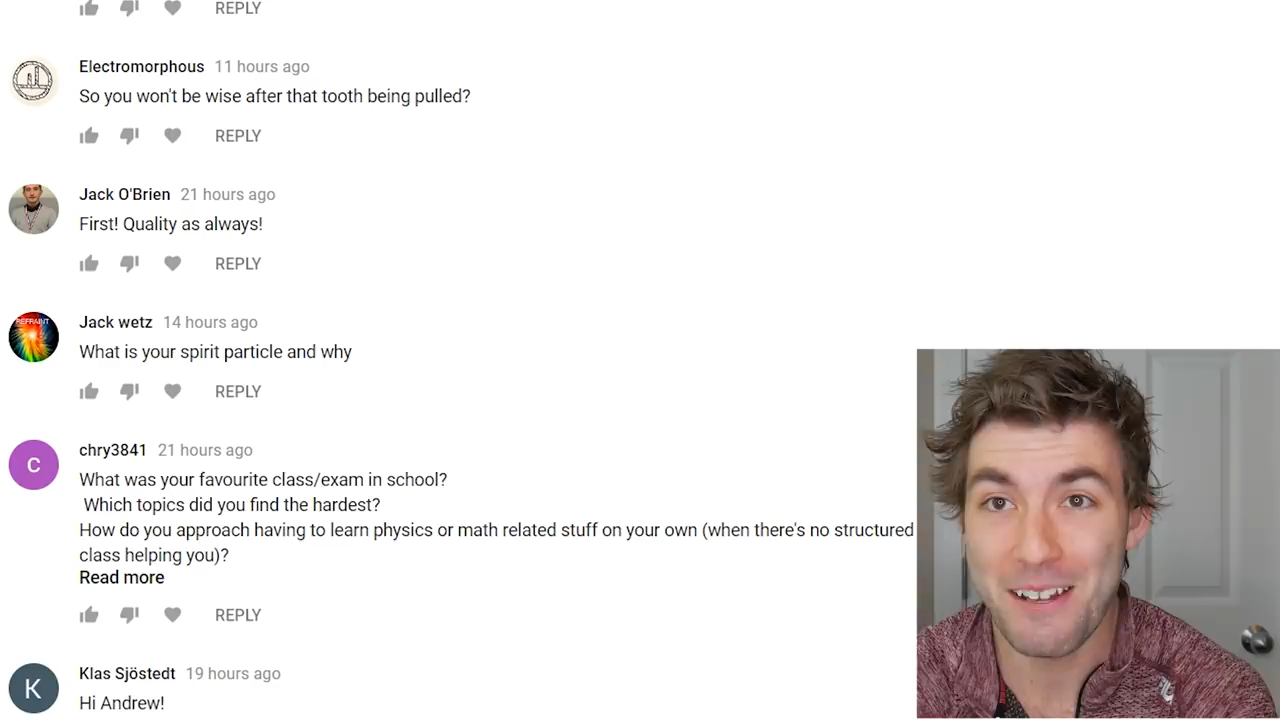 REPLY
Electromorphous 11 hours ago
So you won't be wise after that tooth being pulled?
REPLY
Jack O'Brien 21 hours ago
First! Quality as always!
REPLY
REFRAINT
Jack wetz 14 hours ago
What is your spirit particle and why
REPLY
C
chry3841 21 hours ago
What was your favourite class/exam in school?
Which topics did you find the hardest?
How do you approach having to learn physics or math related stuff on your own (when there's no structured
class helping you)?
Read more
REPLY
K
Klas Sjöstedt 19 hours ago
Hi Andrew!